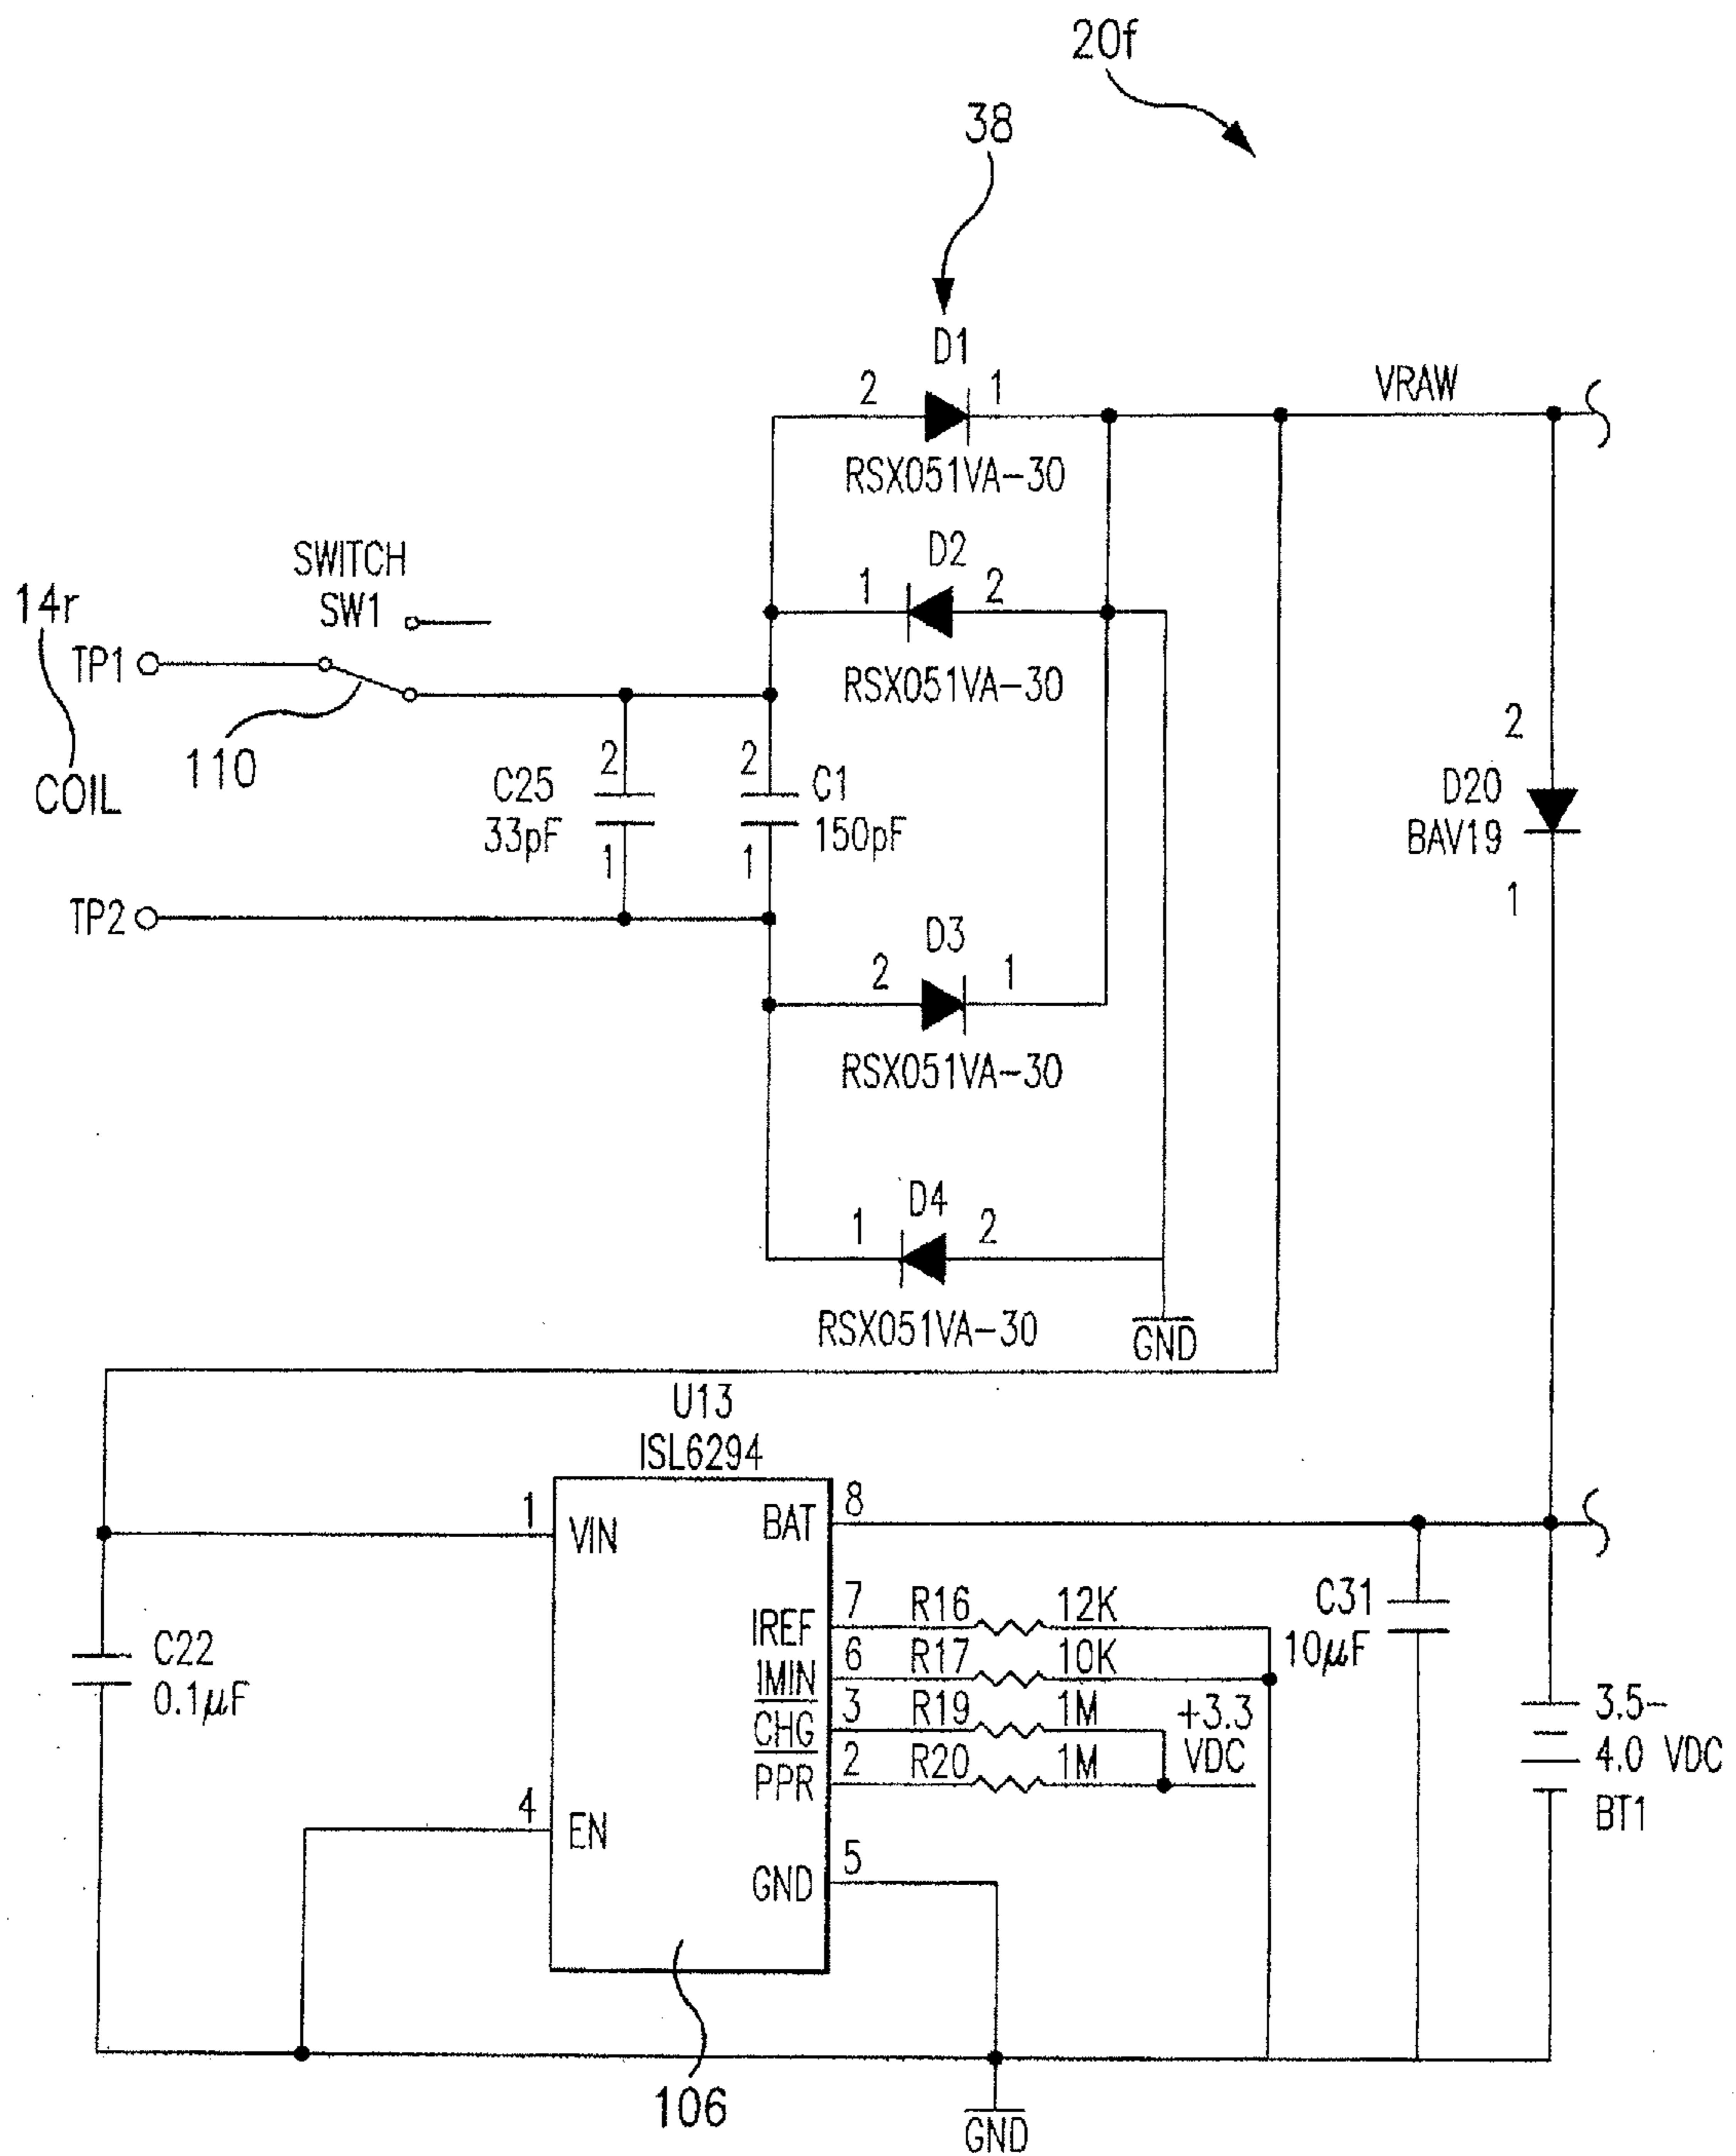 20f
38
D1
2 1
VRAW
RSX051VA-30
D2
1 2
RSX051VA-30
SWITCH
SW1
14r
TP1
110
COIL
2
C25
33pF
1
2
C1
150pF
1
TP2
2
D20
BAV19
1
D3
2 1
RSX051VA-30
D4
1 2
RSX051VA-30
GND
U13
ISL6294
1 VIN
BAT 8
C22
0.1µF
IREF 7 R16 12K
IMIN 6 R17 10K
CHG 3 R19 1M
PPR 2 R20 1M
+3.3
VDC
C31
10µF
3.5-
4.0 VDC
BT1
4 EN
GND 5
106
GND